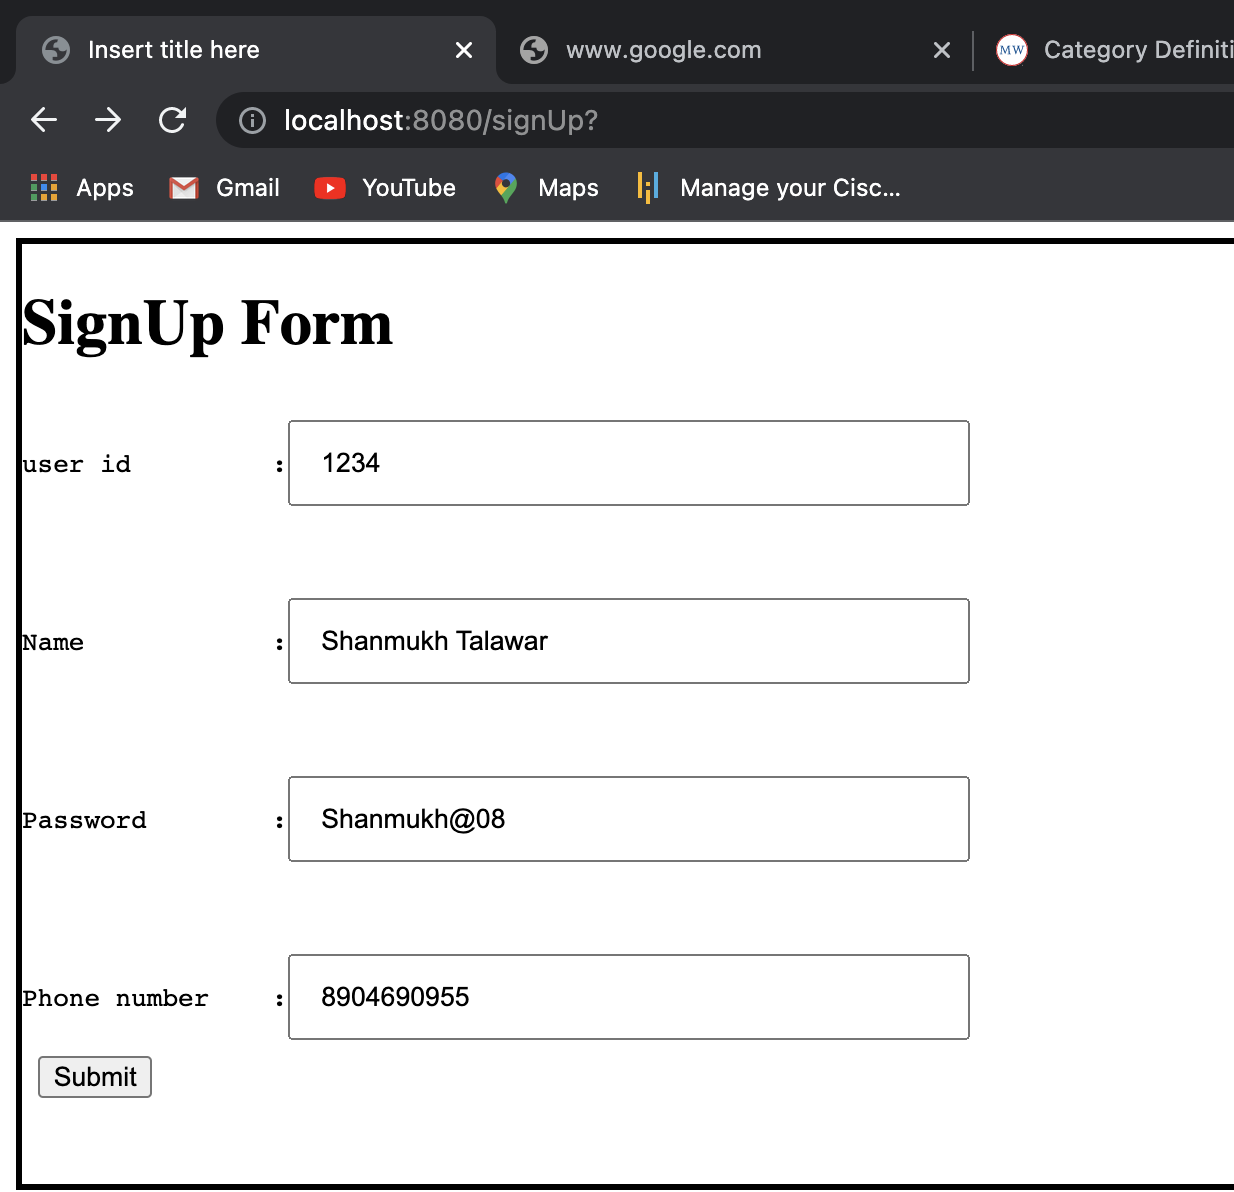 Insert title here
www.google.com
MW
Category Definiti
localhost:8080/signUp?
Apps Gmail YouTube Maps Manage your Cisc...
SignUp Form
user id : 1234
Name : Shanmukh Talawar
Password : Shanmukh@08
Phone number : 8904690955
Submit